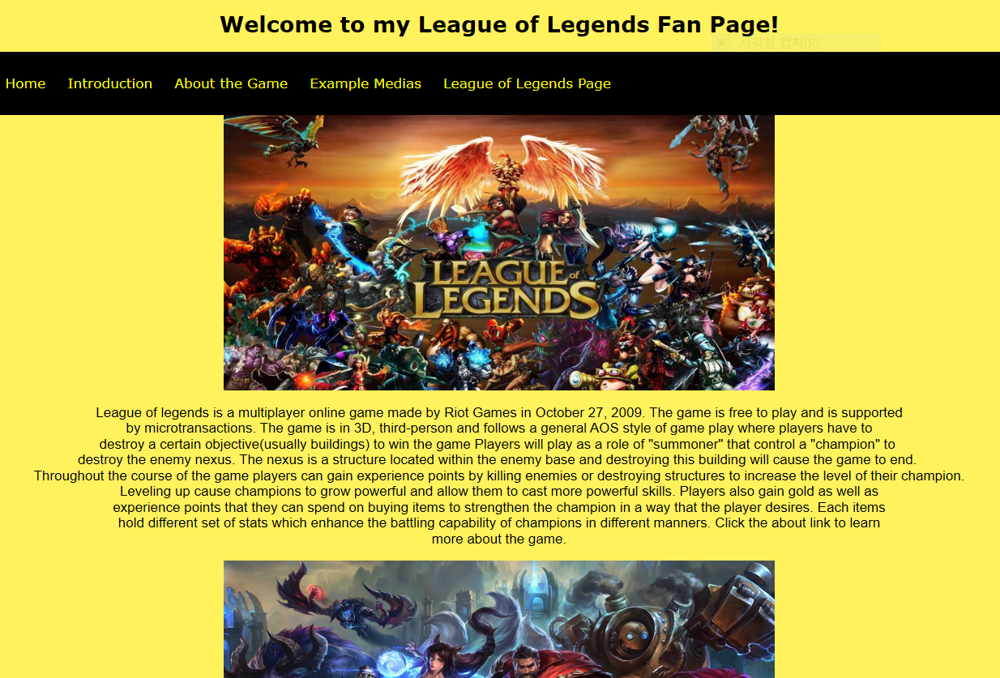 Welcome to my League of Legends Fan Page!
사각형 캡처(R)
Home Introduction About the Game Example Medias League of Legends Page
LEAGUE of
LEGENDS
League of legends is a multiplayer online game made by Riot Games in October 27, 2009. The game is free to play and is supported
by microtransactions. The game is in 3D, third-person and follows a general AOS style of game play where players have to
destroy a certain objective(usually buildings) to win the game Players will play as a role of "summoner" that control a "champion" to
destroy the enemy nexus. The nexus is a structure located within the enemy base and destroying this building will cause the game to end.
Throughout the course of the game players can gain experience points by killing enemies or destroying structures to increase the level of their champion.
Leveling up cause champions to grow powerful and allow them to cast more powerful skills. Players also gain gold as well as
experience points that they can spend on buying items to strengthen the champion in a way that the player desires. Each items
hold different set of stats which enhance the battling capability of champions in different manners. Click the about link to learn
more about the game.